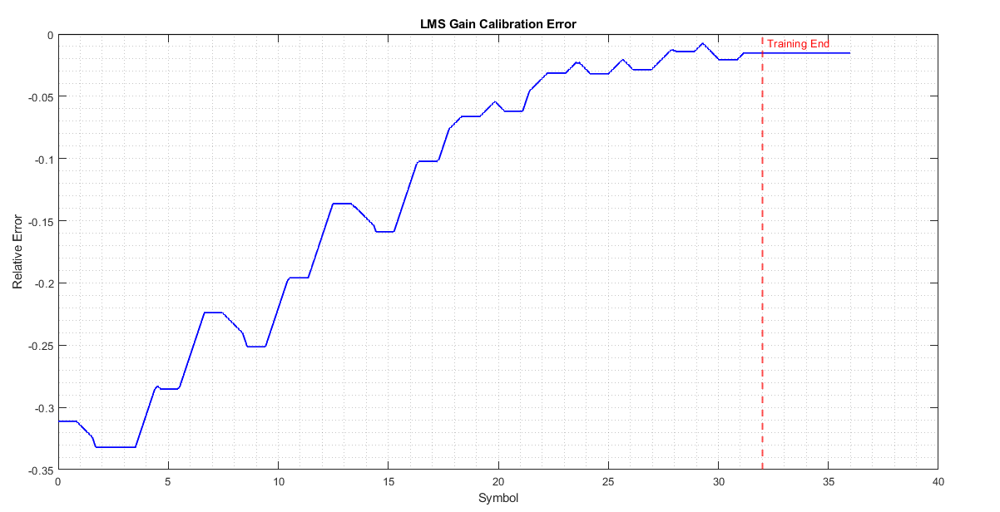 LMS Gain Calibration Error
Training End
0
-0.05
-0.1
-0.15
-0.2
-0.25
-0.3
-0.35
Relative Error
0 5 10 15 20 25 30 35 40
Symbol